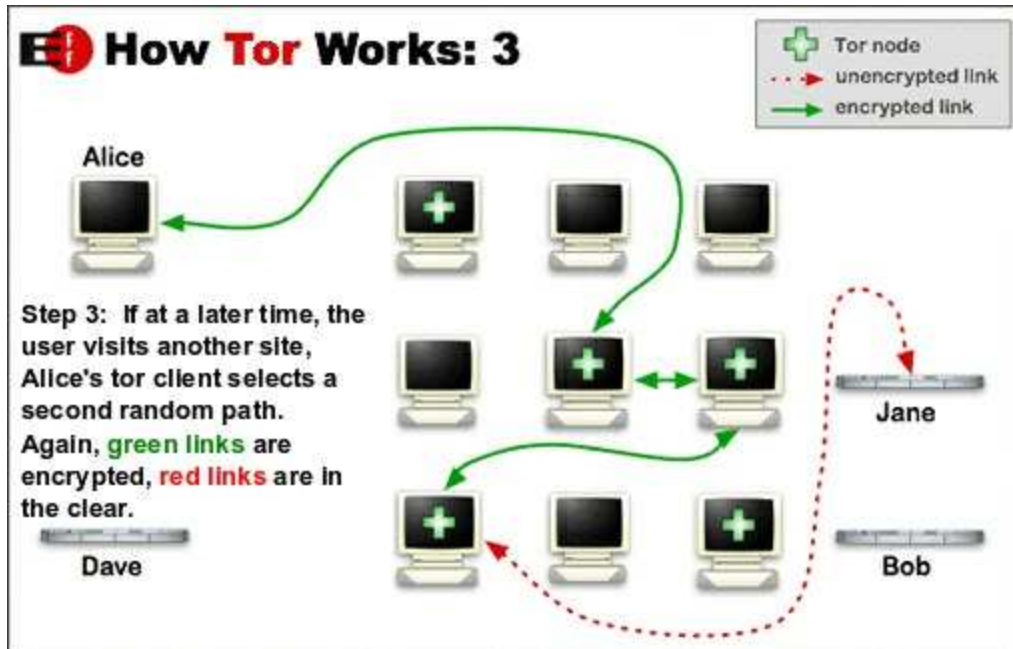 EFF How Tor Works: 3
Tor node
unencrypted link
encrypted link
Alice
Step 3: If at a later time, the
user visits another site,
Alice's tor client selects a
second random path.
Again, green links are
encrypted, red links are in
the clear.
Jane
Dave
Bob